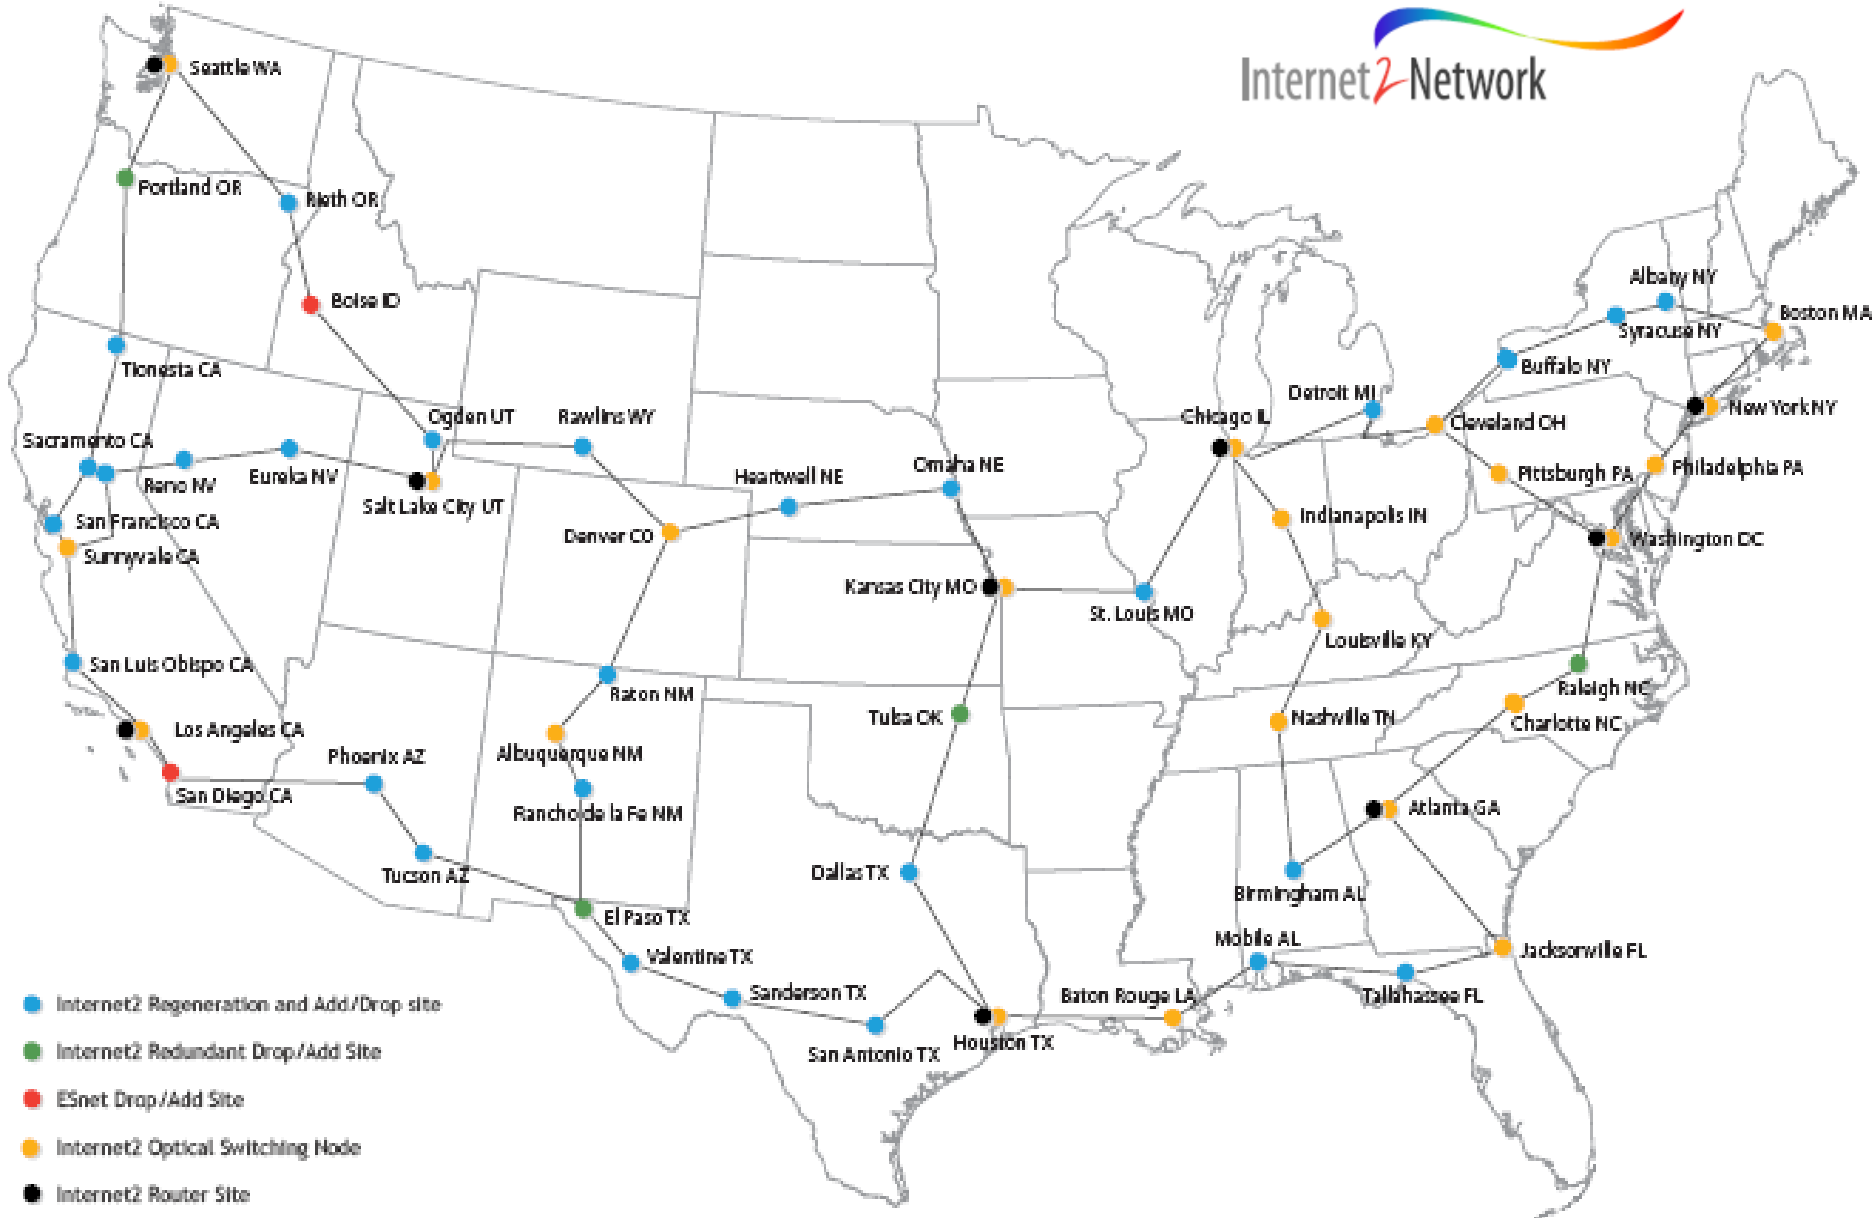 Internet2 Network
Seattle WA
Portland OR
Rieth OR
Albany NY
Boise ID
Boston MA
Syracuse NY
Tionesta CA
Buffalo NY
Detroit MI
Ogden UT
Rawlins WY
Chicago IL
New York NY
Cleveland OH
Sacramento CA
Omaha NE
Reno NV
Eureka NV
Heartwell NE
Pittsburgh PA
Philadelphia PA
Salt Lake City UT
San Francisco CA
Indianapolis IN
Denver CO
Washington DC
Sunnyvale CA
Kansas City MO
St. Louis MO
Louisville KY
San Luis Obispo CA
Raton NM
Raleigh NC
Tulsa OK
Nashville TN
Charlotte NC
Los Angeles CA
Phoenix AZ
Albuquerque NM
San Diego CA
Rancho de la Fe NM
Atlanta GA
Dallas TX
Tucson AZ
Birmingham AL
El Paso TX
Mobile AL
Jacksonville FL
Valentine TX
Sanderson TX
Baton Rouge LA
Tallahassee FL
San Antonio TX
Houston TX
Internet2 Regeneration and Add/Drop site
Internet2 Redundant Drop/Add Site
ESnet Drop/Add Site
Internet2 Optical Switching Node
Internet2 Router Site